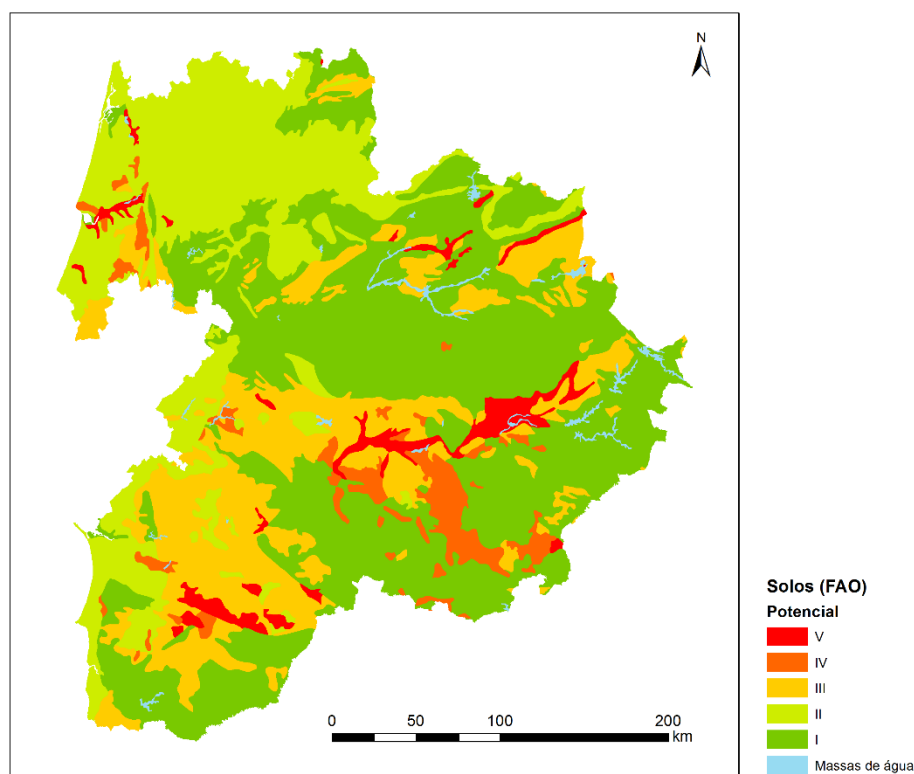 N
Solos (FAO)
Potencial
V
IV
III
II
I
Massas de água
0 50 100 200
km